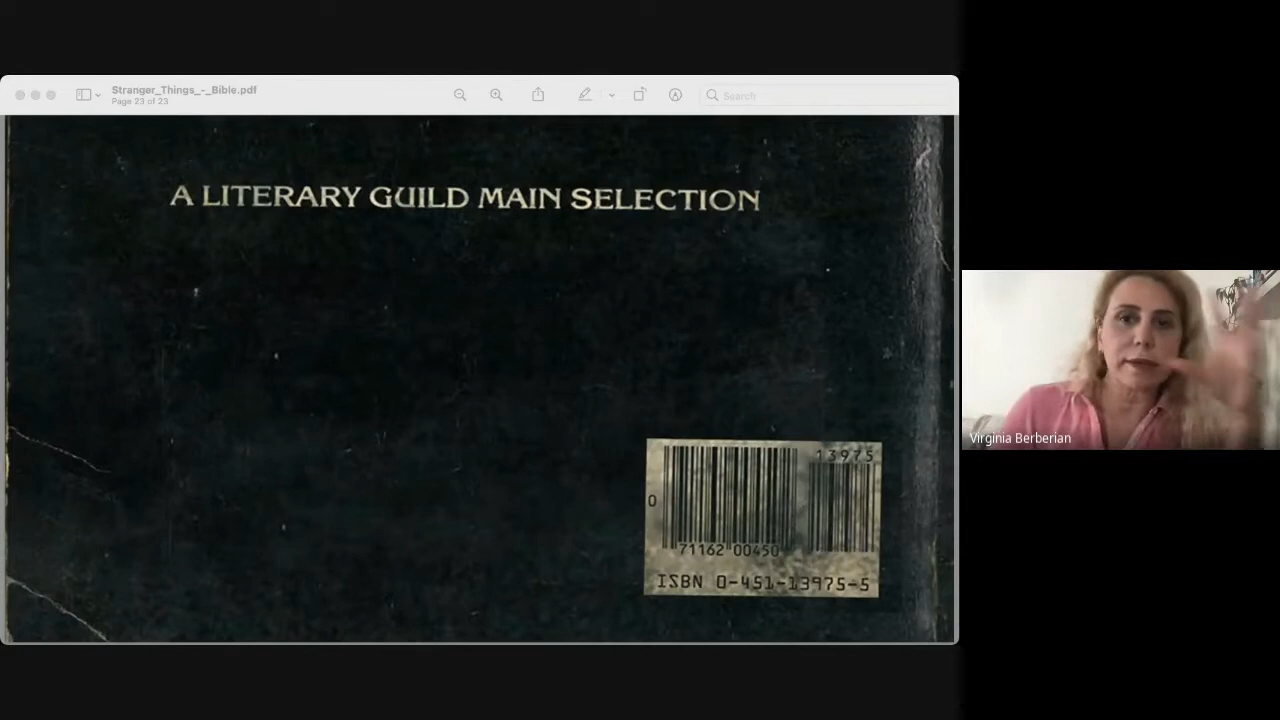 Stranger_Things_-_Bible.pdf
Page 23 of 23
Search
A LITERARY GUILD MAIN SELECTION
13975
0
71162 00450
ISBN 0-451-13975-5
Virginia Berberian